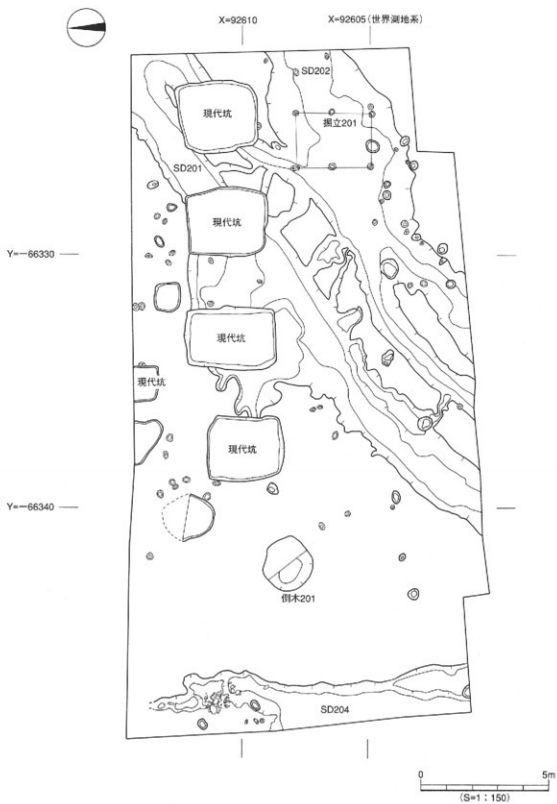 X=92610
X=92605(世界測地系)
SD202
現代坑
掘立201
SD201
現代坑
Y=-66330
現代坑
現代坑
現代坑
Y=-66340
倒木201
SD204
0
5m
(S=1:150)